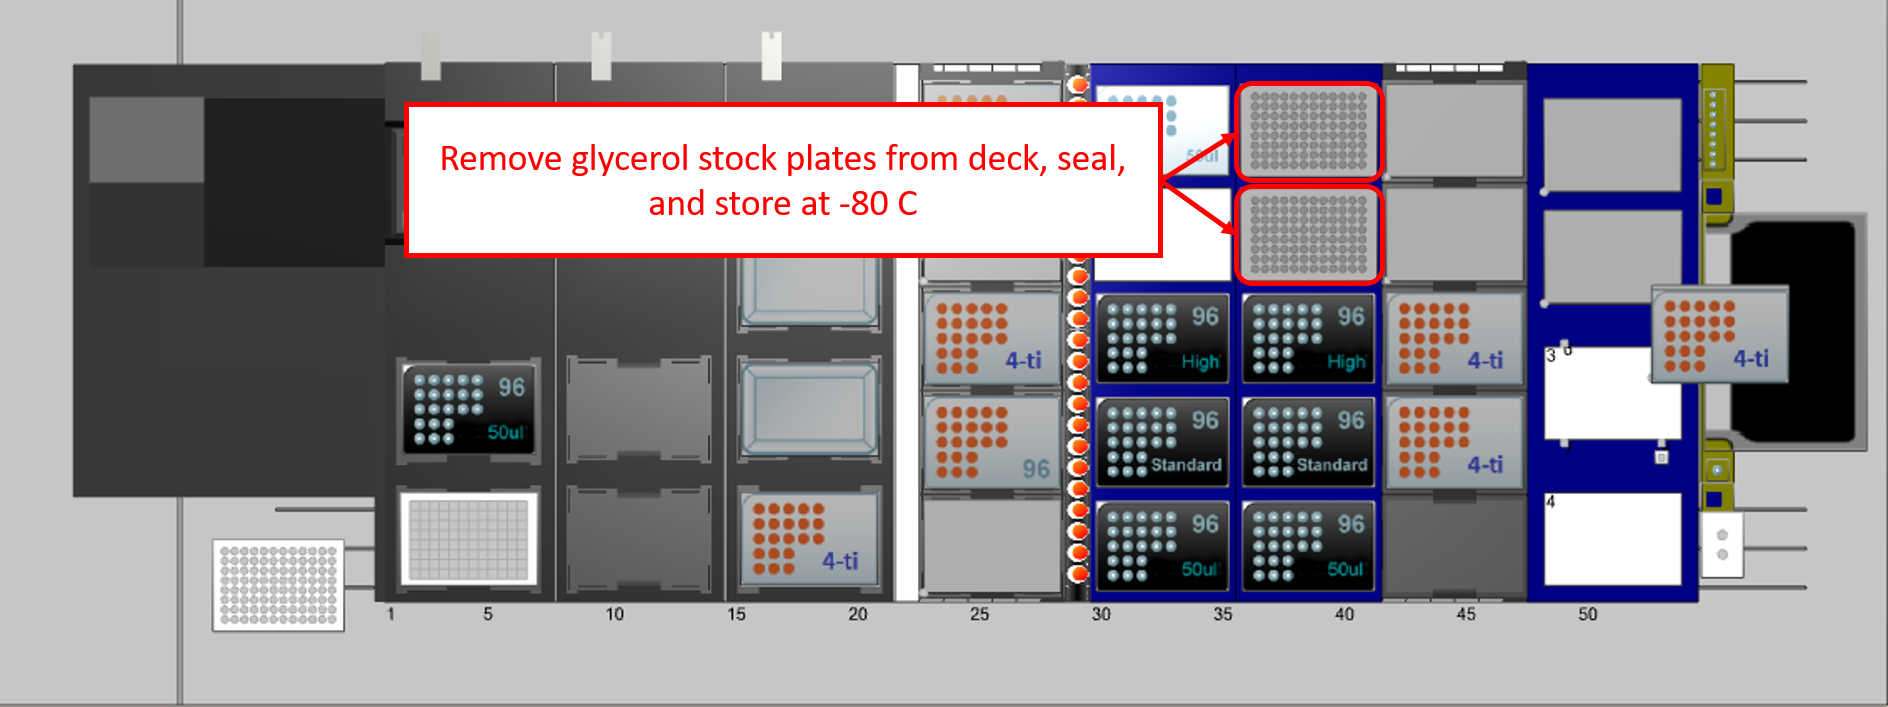 Remove glycerol stock plates from deck, seal,
and store at -80 C
50ul
96
High
96
High
4-ti
4-ti
4-ti
3 6
96
50ul
96
96
Standard
96
Standard
4-ti
4-ti
96
50ul
96
50ul
4
1 5 10 15 20 25 30 35 40 45 50